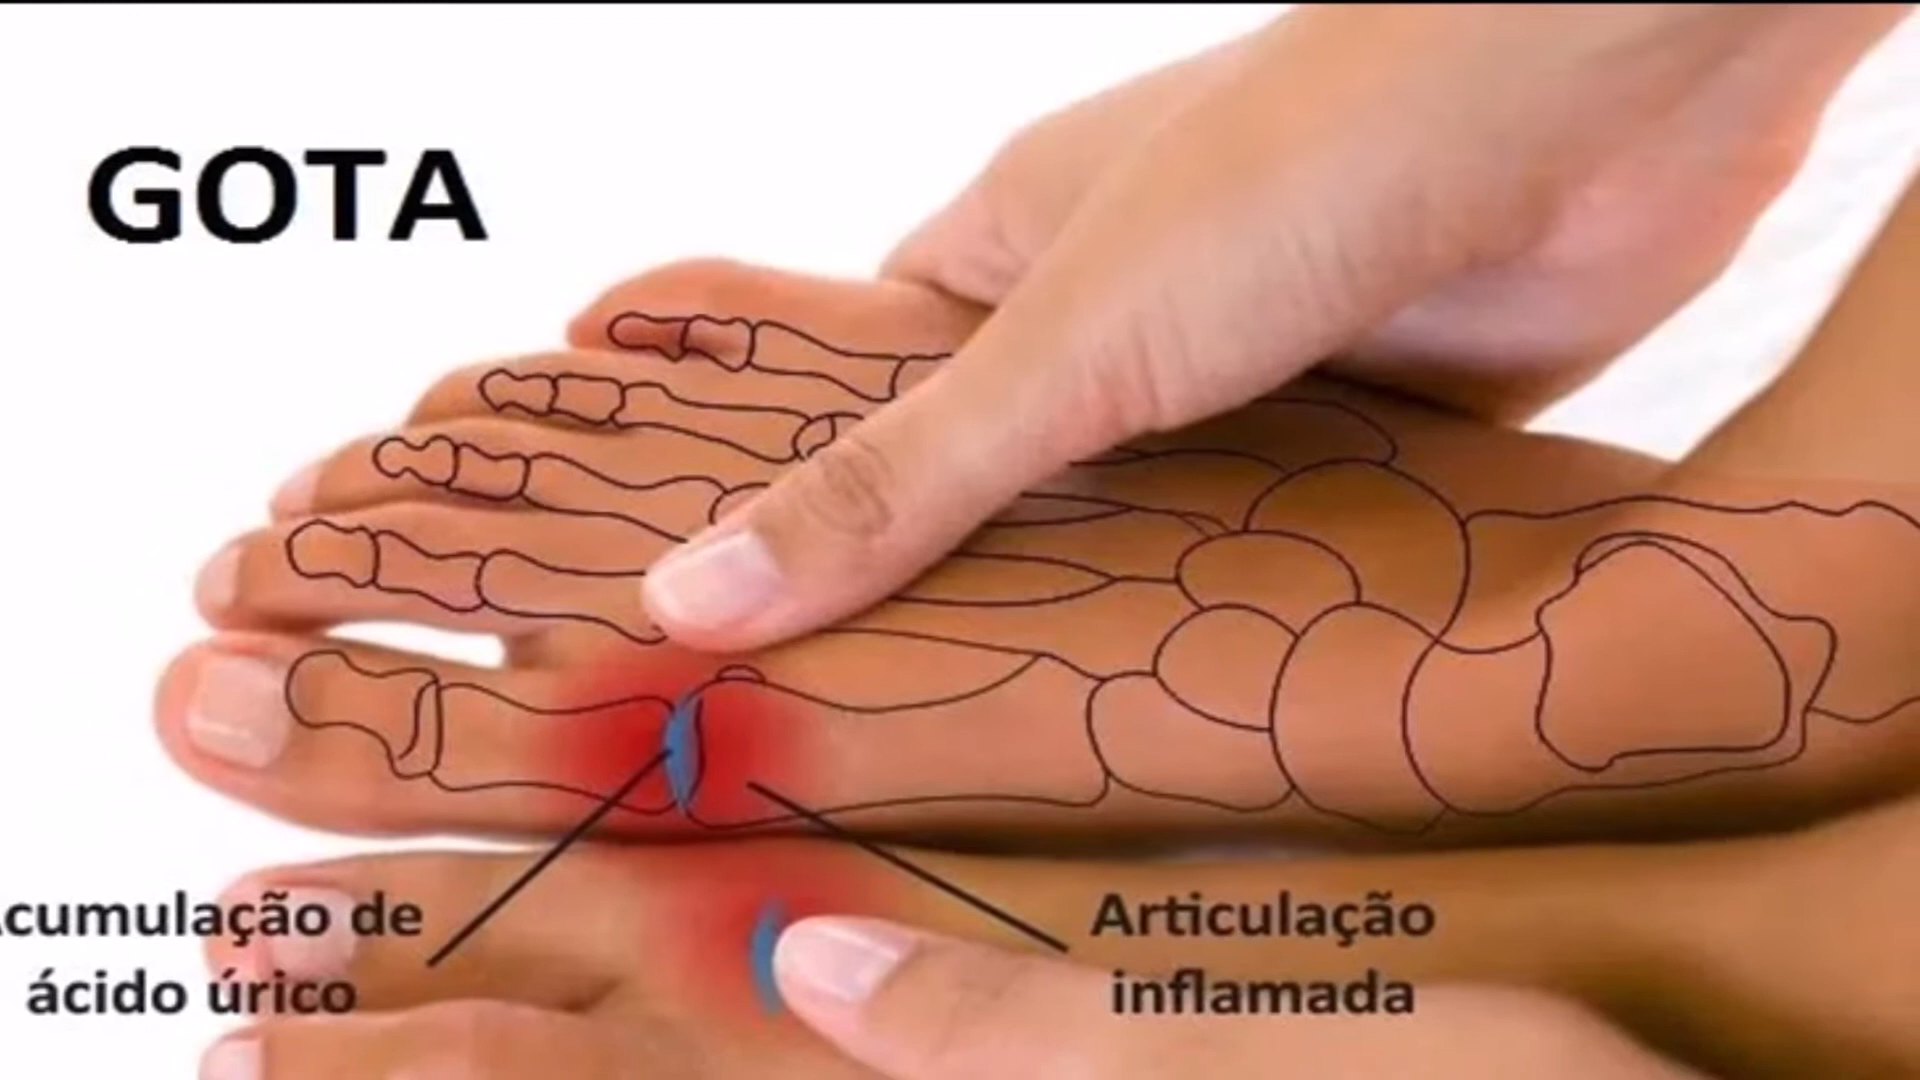 GOTA
cumulação de
ácido úrico
Articulação
inflamada